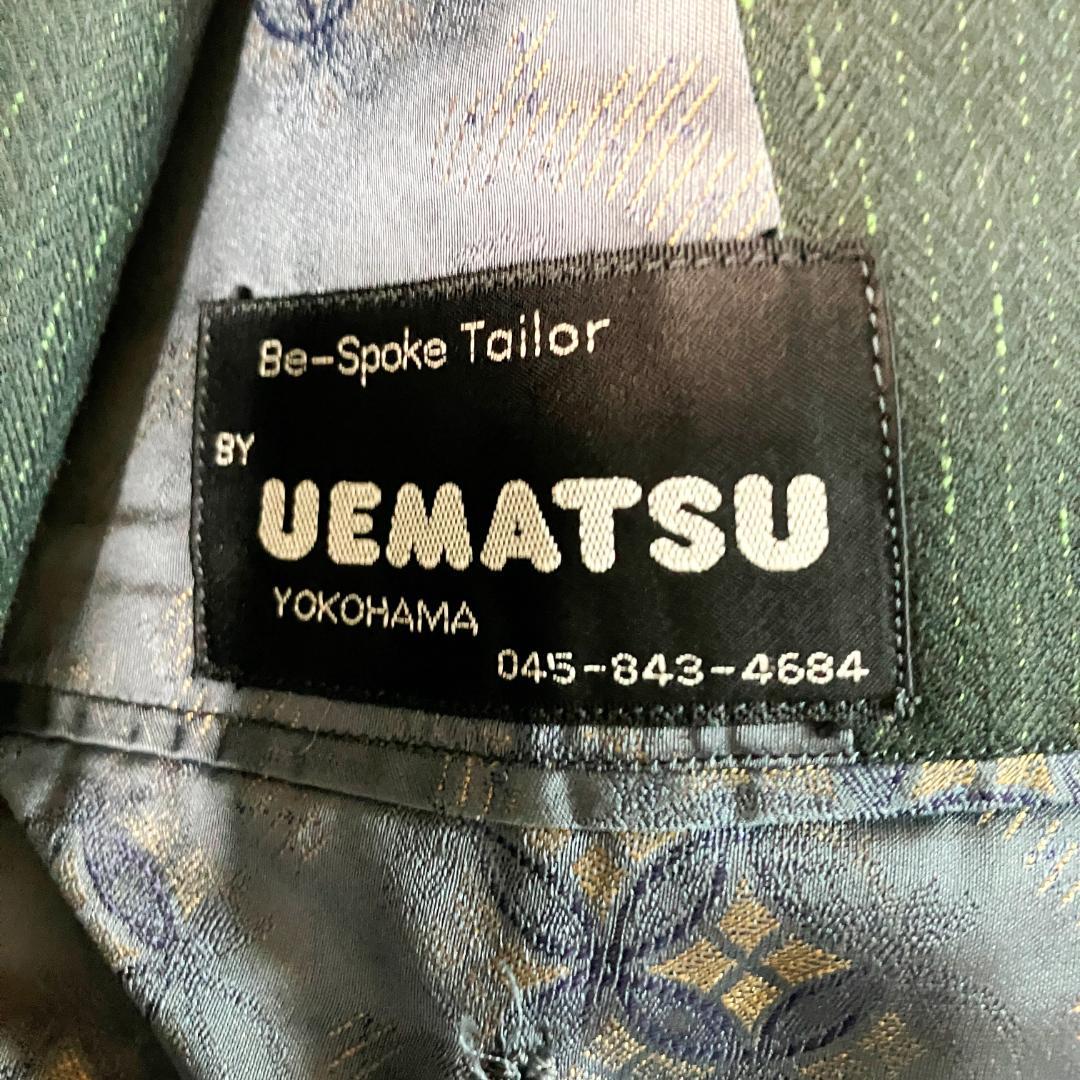 Be-Spoke Tailor
BY
UEMATSU
YOKOHAMA
045-843-4684